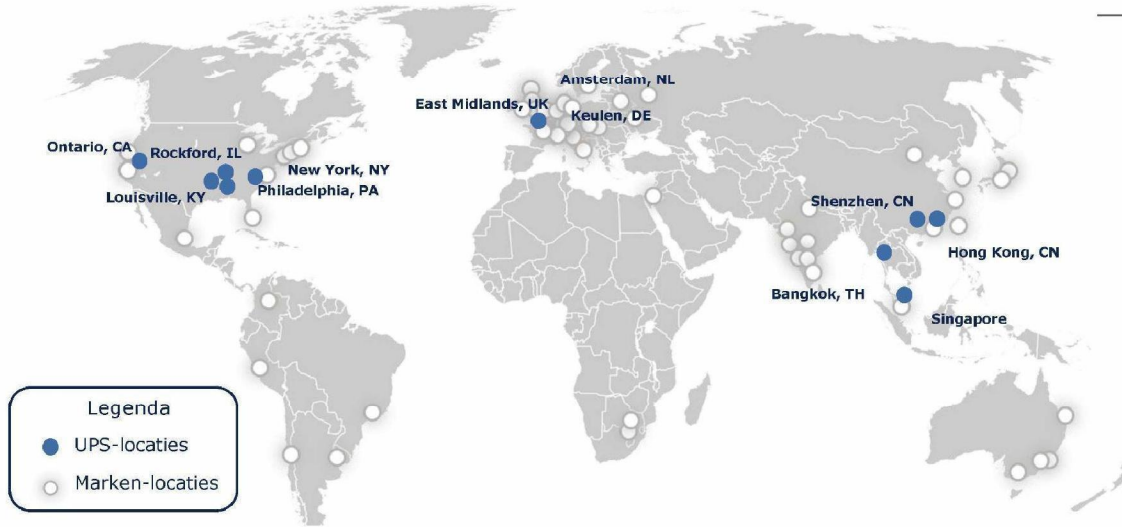 Amsterdam, NL
East Midlands, UK
Keulen, DE
Ontario, CA
Rockford, IL
New York, NY
Louisville, KY
Philadelphia, PA
Shenzhen, CN
Hong Kong, CN
Bangkok, TH
Singapore
Legenda
UPS-locaties
Marken-locaties